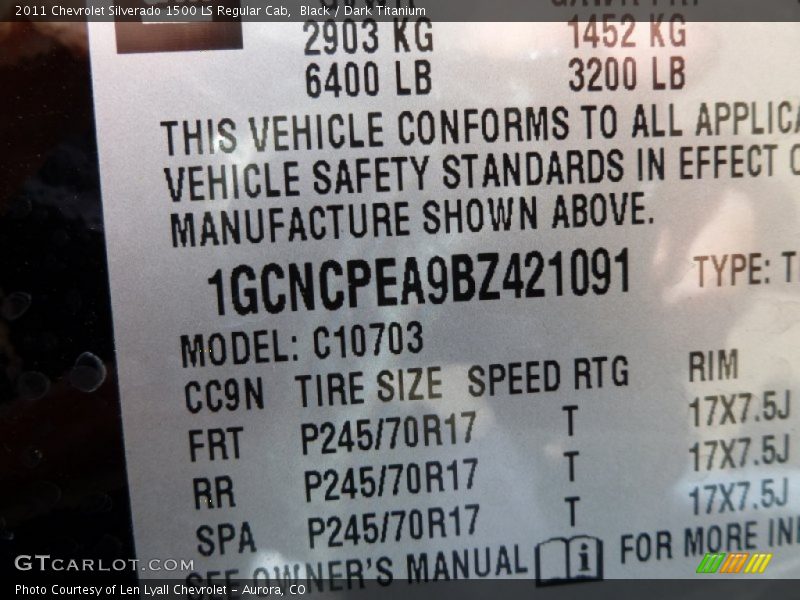 2011 Chevrolet Silverado 1500 LS Regular Cab,  Black / Dark Titanium
2903 KG 1452 KG
6400 LB 3200 LB
THIS VEHICLE CONFORMS TO ALL
VEHICLE SAFETY STANDARDS IN EFFECT
MANUFACTURE SHOWN ABOVE.
1GCNCPEA9BZ421091 TYPE:
MODEL: C10703
CC9N TIRE SIZE SPEED RTG RIM
FRT P245/70R17 T 17X7.5J
RR P245/70R17 T 17X7.5J
SPA P245/70R17 T 17X7.5J
SEE OWNER'S MANUAL i FOR MORE
GTCARLOT.COM
Photo Courtesy of Len Lyall Chevrolet - Aurora, CO